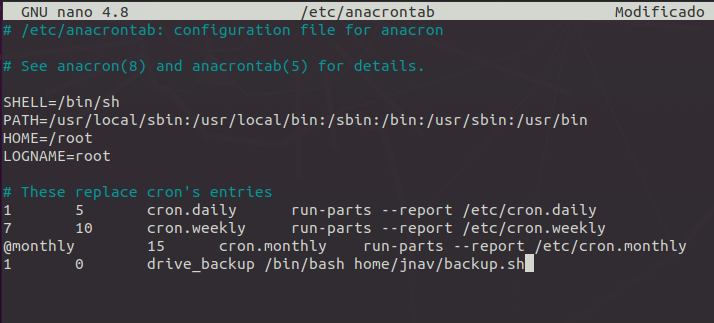 GNU nano 4.8 /etc/anacrontab Modificado
# /etc/anacrontab: configuration file for anacron
# See anacron(8) and anacrontab(5) for details.
SHELL=/bin/sh
PATH=/usr/local/sbin:/usr/local/bin:/sbin:/bin:/usr/sbin:/usr/bin
HOME=/root
LOGNAME=root
# These replace cron's entries
1 5 cron.daily run-parts --report /etc/cron.daily
7 10 cron.weekly run-parts --report /etc/cron.weekly
@monthly 15 cron.monthly run-parts --report /etc/cron.monthly
1 0 drive_backup /bin/bash home/jnav/backup.sh